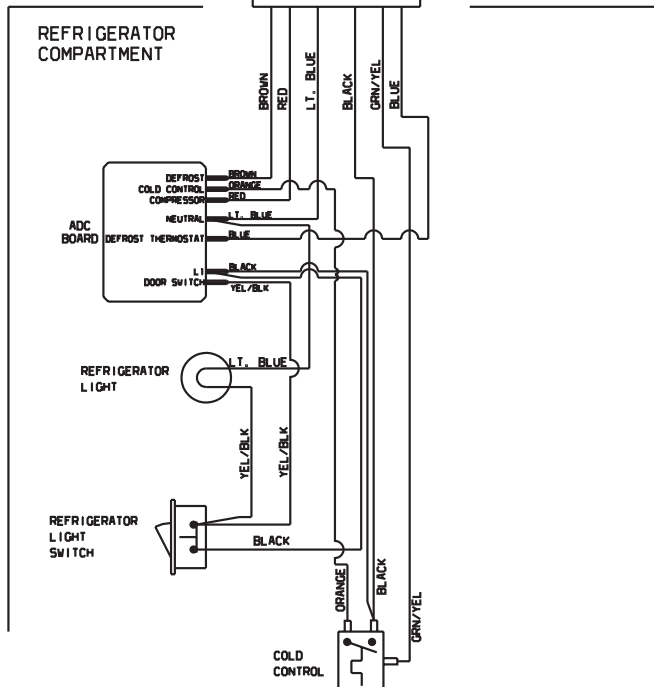 REFRIGERATOR
COMPARTMENT
BROWN
RED
LT. BLUE
BLACK
GRN/YEL
BLUE
ADC
BOARD
DEFROST
COLD CONTROL
COMPRESSOR
NEUTRAL
DEFROST THERMOSTAT
L1
DOOR SWITCH
BROWN
ORANGE
RED
LT. BLUE
BLUE
BLACK
YEL/BLK
REFRIGERATOR
LIGHT
LT. BLUE
YEL/BLK
YEL/BLK
REFRIGERATOR
LIGHT
SWITCH
BLACK
ORANGE
BLACK
GRN/YEL
COLD
CONTROL